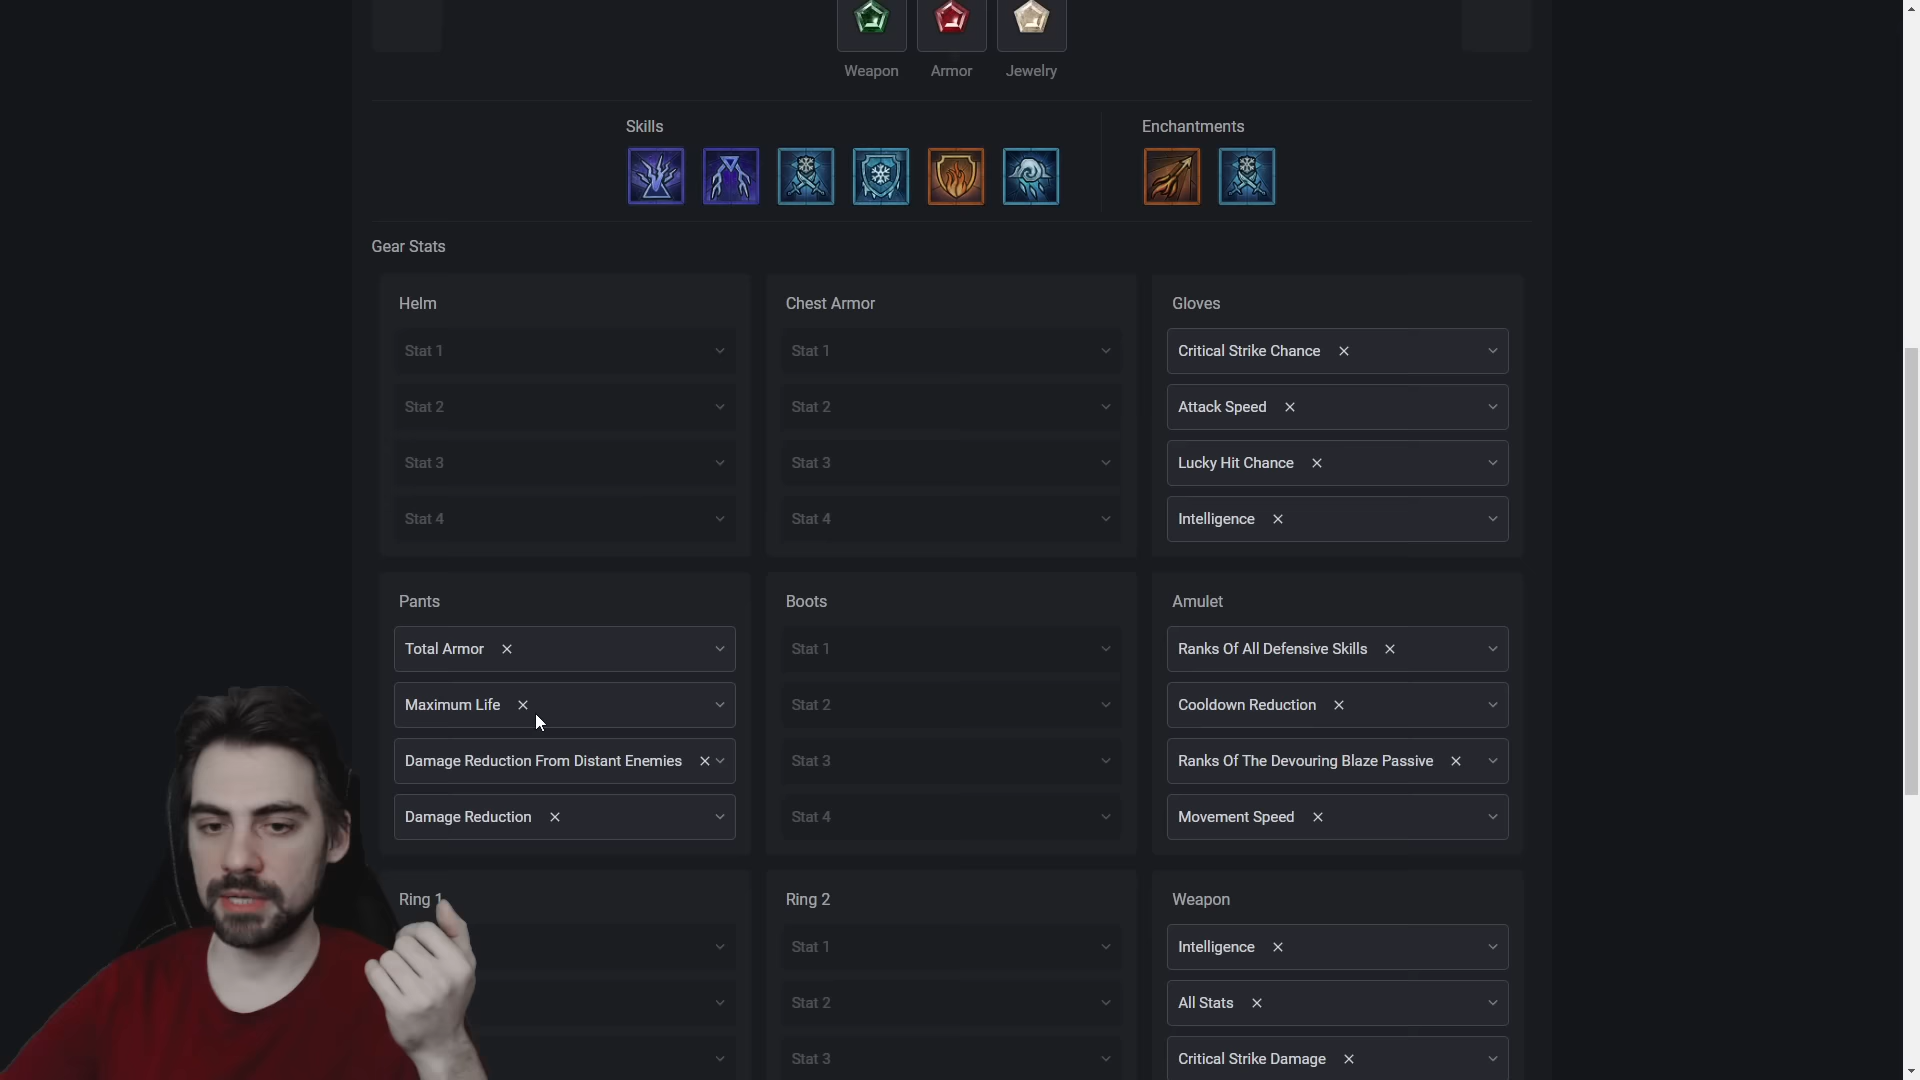 Weapon Armor Jewelry
Skills Enchantments
Gear Stats
Helm
Stat 1
Stat 2
Stat 3
Stat 4
Chest Armor
Stat 1
Stat 2
Stat 3
Stat 4
Gloves
Critical Strike Chance
Attack Speed
Lucky Hit Chance
Intelligence
Pants
Total Armor
Maximum Life
Damage Reduction From Distant Enemies
Damage Reduction
Boots
Stat 1
Stat 2
Stat 3
Stat 4
Amulet
Ranks Of All Defensive Skills
Cooldown Reduction
Ranks Of The Devouring Blaze Passive
Movement Speed
Ring 1
Ring 2
Stat 1
Stat 2
Stat 3
Weapon
Intelligence
All Stats
Critical Strike Damage